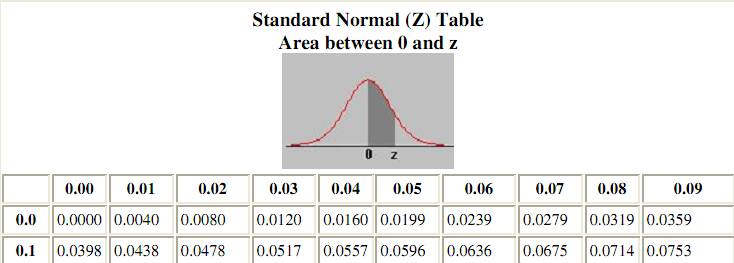 Standard Normal (Z) Table
Area between 0 and z
0 z
0.00 0.01 0.02 0.03 0.04 0.05 0.06 0.07 0.08 0.09
0.0 0.0000 0.0040 0.0080 0.0120 0.0160 0.0199 0.0239 0.0279 0.0319 0.0359
0.1 0.0398 0.0438 0.0478 0.0517 0.0557 0.0596 0.0636 0.0675 0.0714 0.0753